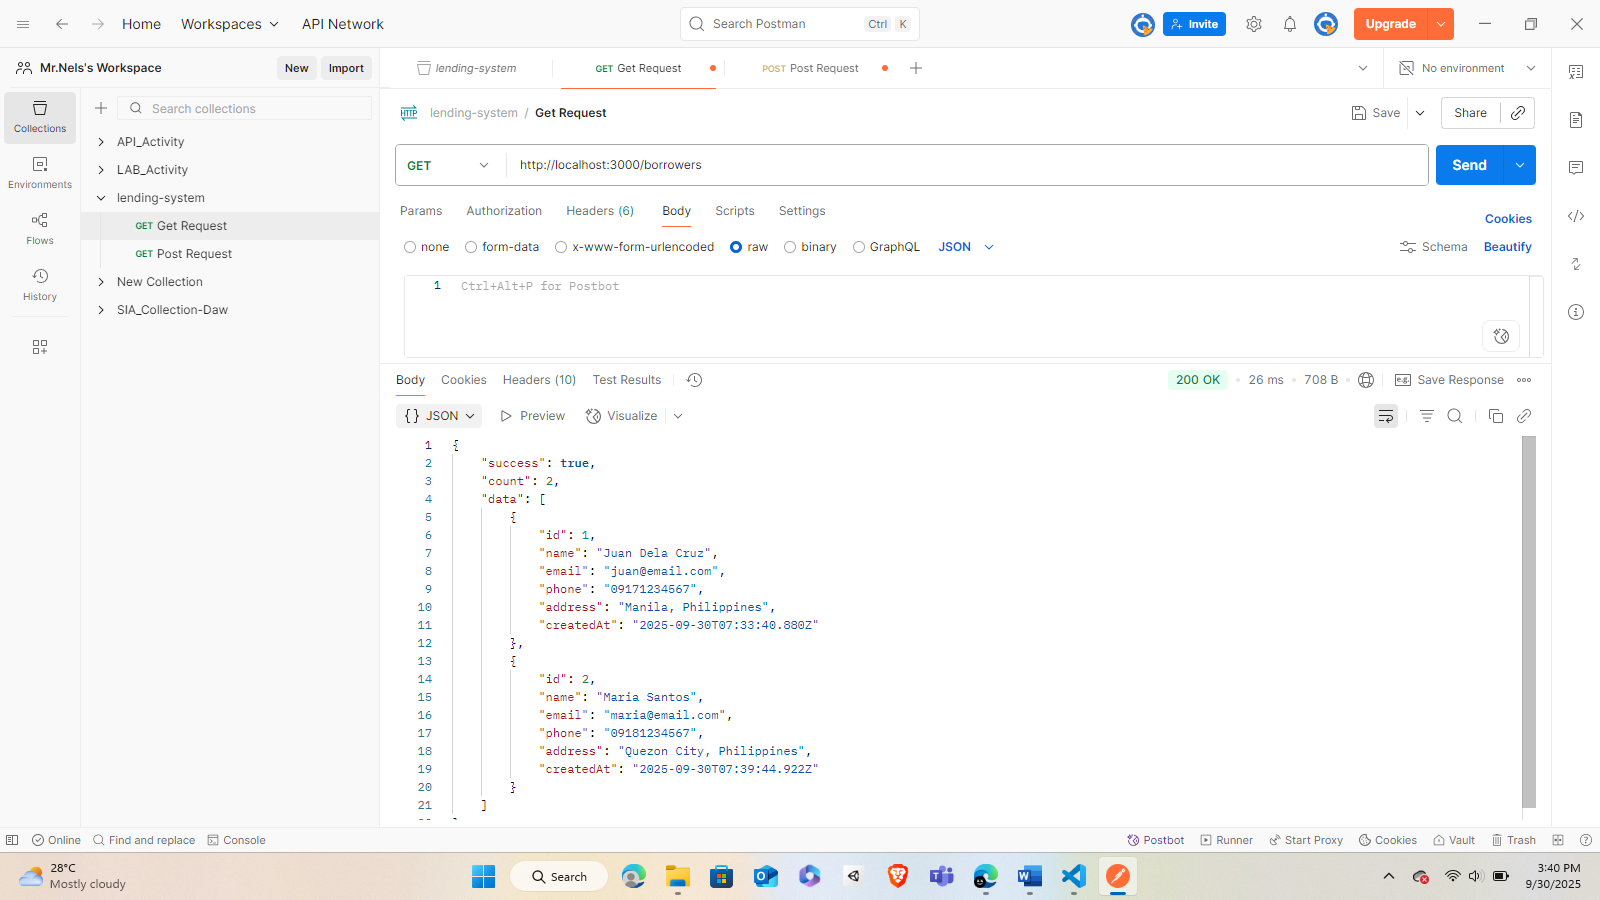 Home
Workspaces
API Network
Search Postman
Ctrl
K
Invite
Upgrade
Mr.Nels's Workspace
New
Import
lending-system
GET Get Request
POST Post Request
No environment
Collections
Environments
Flows
History
Search collections
API_Activity
LAB_Activity
lending-system
GET Get Request
GET Post Request
New Collection
SIA_Collection-Daw
HTTP
lending-system / Get Request
Save
Share
GET
http://localhost:3000/borrowers
Send
Params
Authorization
Headers (6)
Body
Scripts
Settings
Cookies
none
form-data
x-www-form-urlencoded
raw
binary
GraphQL
JSON
Schema
Beautify
1
Ctrl+Alt+P for Postbot
Body
Cookies
Headers (10)
Test Results
200 OK
26 ms
708 B
e.g.
Save Response
{} JSON
Preview
Visualize
1 {
2 "success": true,
3 "count": 2,
4 "data": [
5 {
6 "id": 1,
7 "name": "Juan Dela Cruz",
8 "email": "juan@email.com",
9 "phone": "09171234567",
10 "address": "Manila, Philippines",
11 "createdAt": "2025-09-30T07:33:40.880Z"
12 },
13 {
14 "id": 2,
15 "name": "Maria Santos",
16 "email": "maria@email.com",
17 "phone": "09181234567",
18 "address": "Quezon City, Philippines",
19 "createdAt": "2025-09-30T07:39:44.922Z"
20 }
21 ]
Online
Find and replace
Console
Postbot
Runner
Start Proxy
Cookies
Vault
Trash
28°C
Mostly cloudy
Search
3:40 PM
9/30/2025